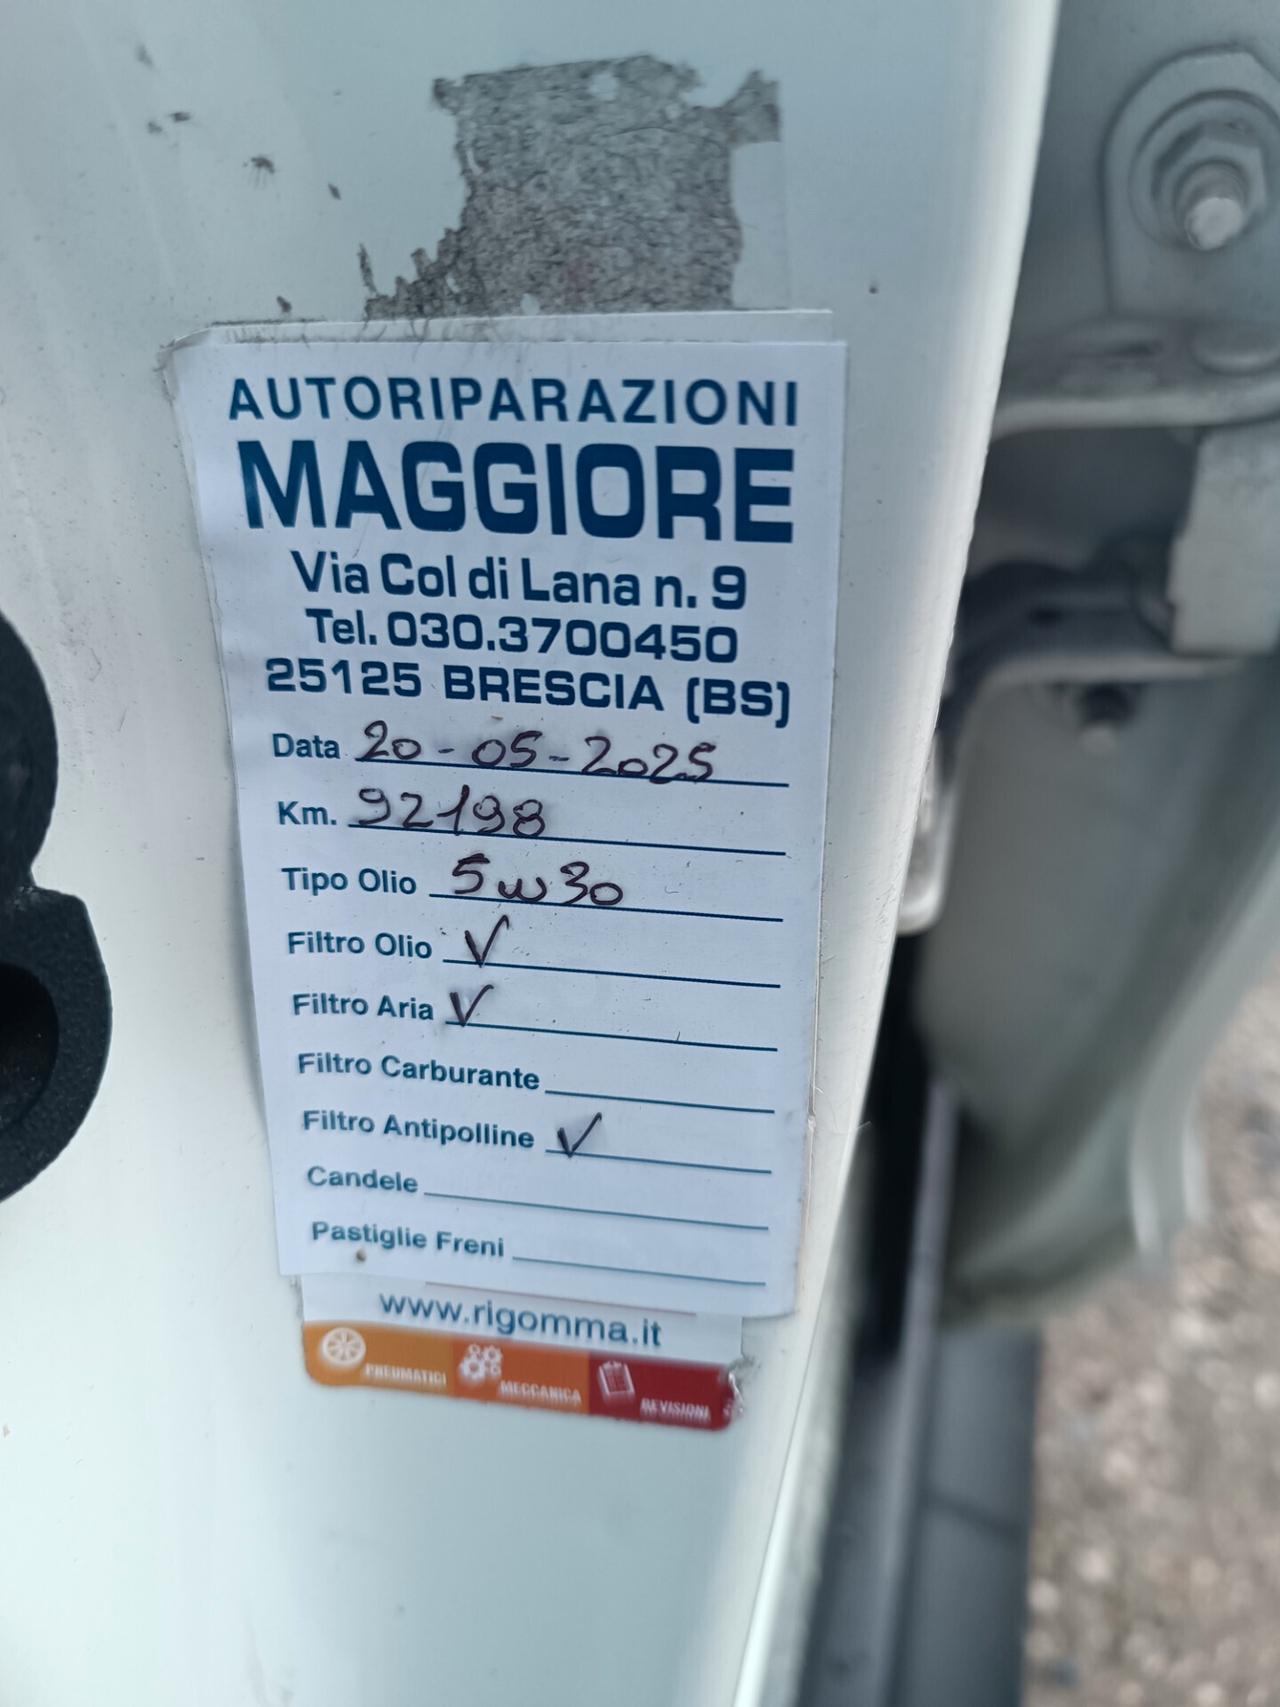 AUTORIPARAZIONI
MAGGIORE
Via Col di Lana n. 9
Tel. 030.3700450
25125 BRESCIA (BS)
Data 20-05-2025
Km. 92198
Tipo Olio 5w30
Filtro Olio V
Filtro Aria V
Filtro Carburante
Filtro Antipolline V
Candele
Pastiglie Freni
www.rigomma.it
PNEUMATICI MECCANICA REVISIONI